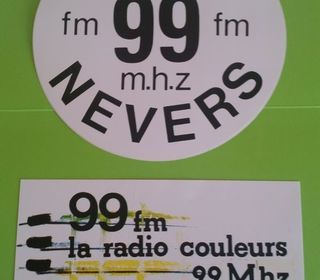 fm 99 fm
m.h.z
NEVERS
99 fm
la radio couleurs
99 Mhz